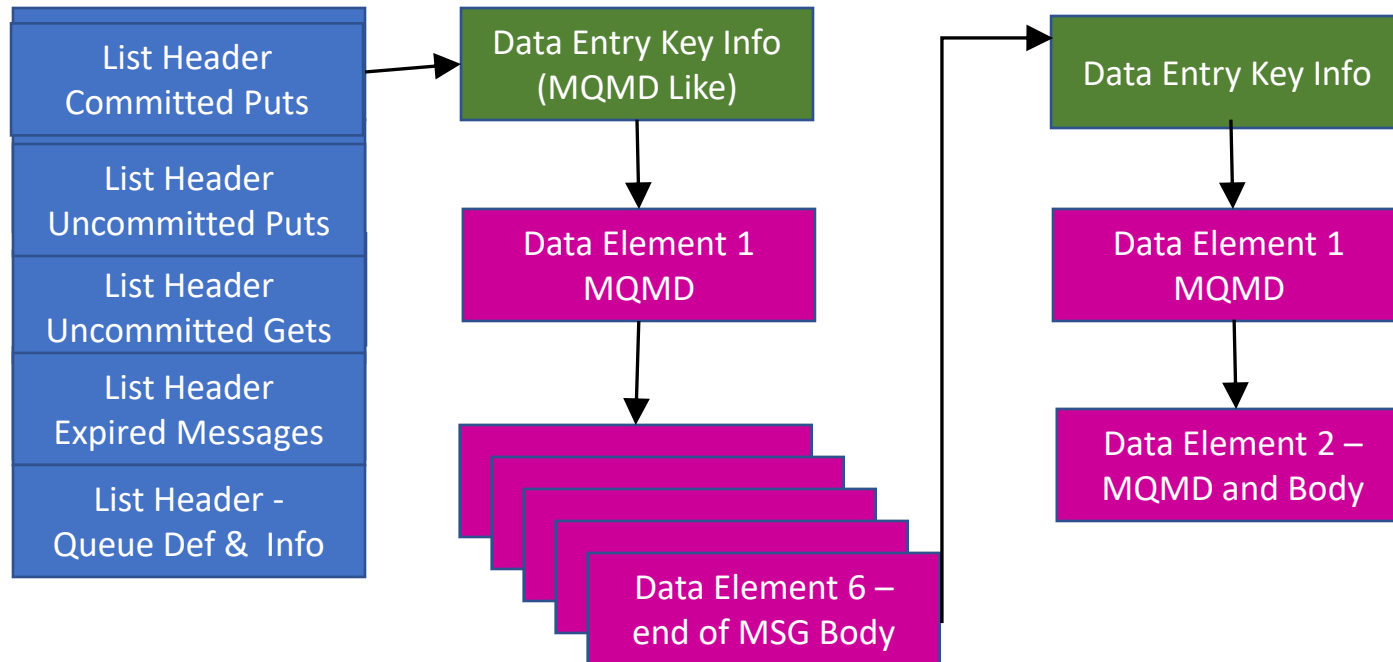 List Header
Committed Puts
List Header
Uncommitted Puts
List Header
Uncommitted Gets
List Header
Expired Messages
List Header -
Queue Def & Info
Data Entry Key Info
(MQMD Like)
Data Element 1
MQMD
Data Element 6 –
end of MSG Body
Data Entry Key Info
Data Element 1
MQMD
Data Element 2 –
MQMD and Body